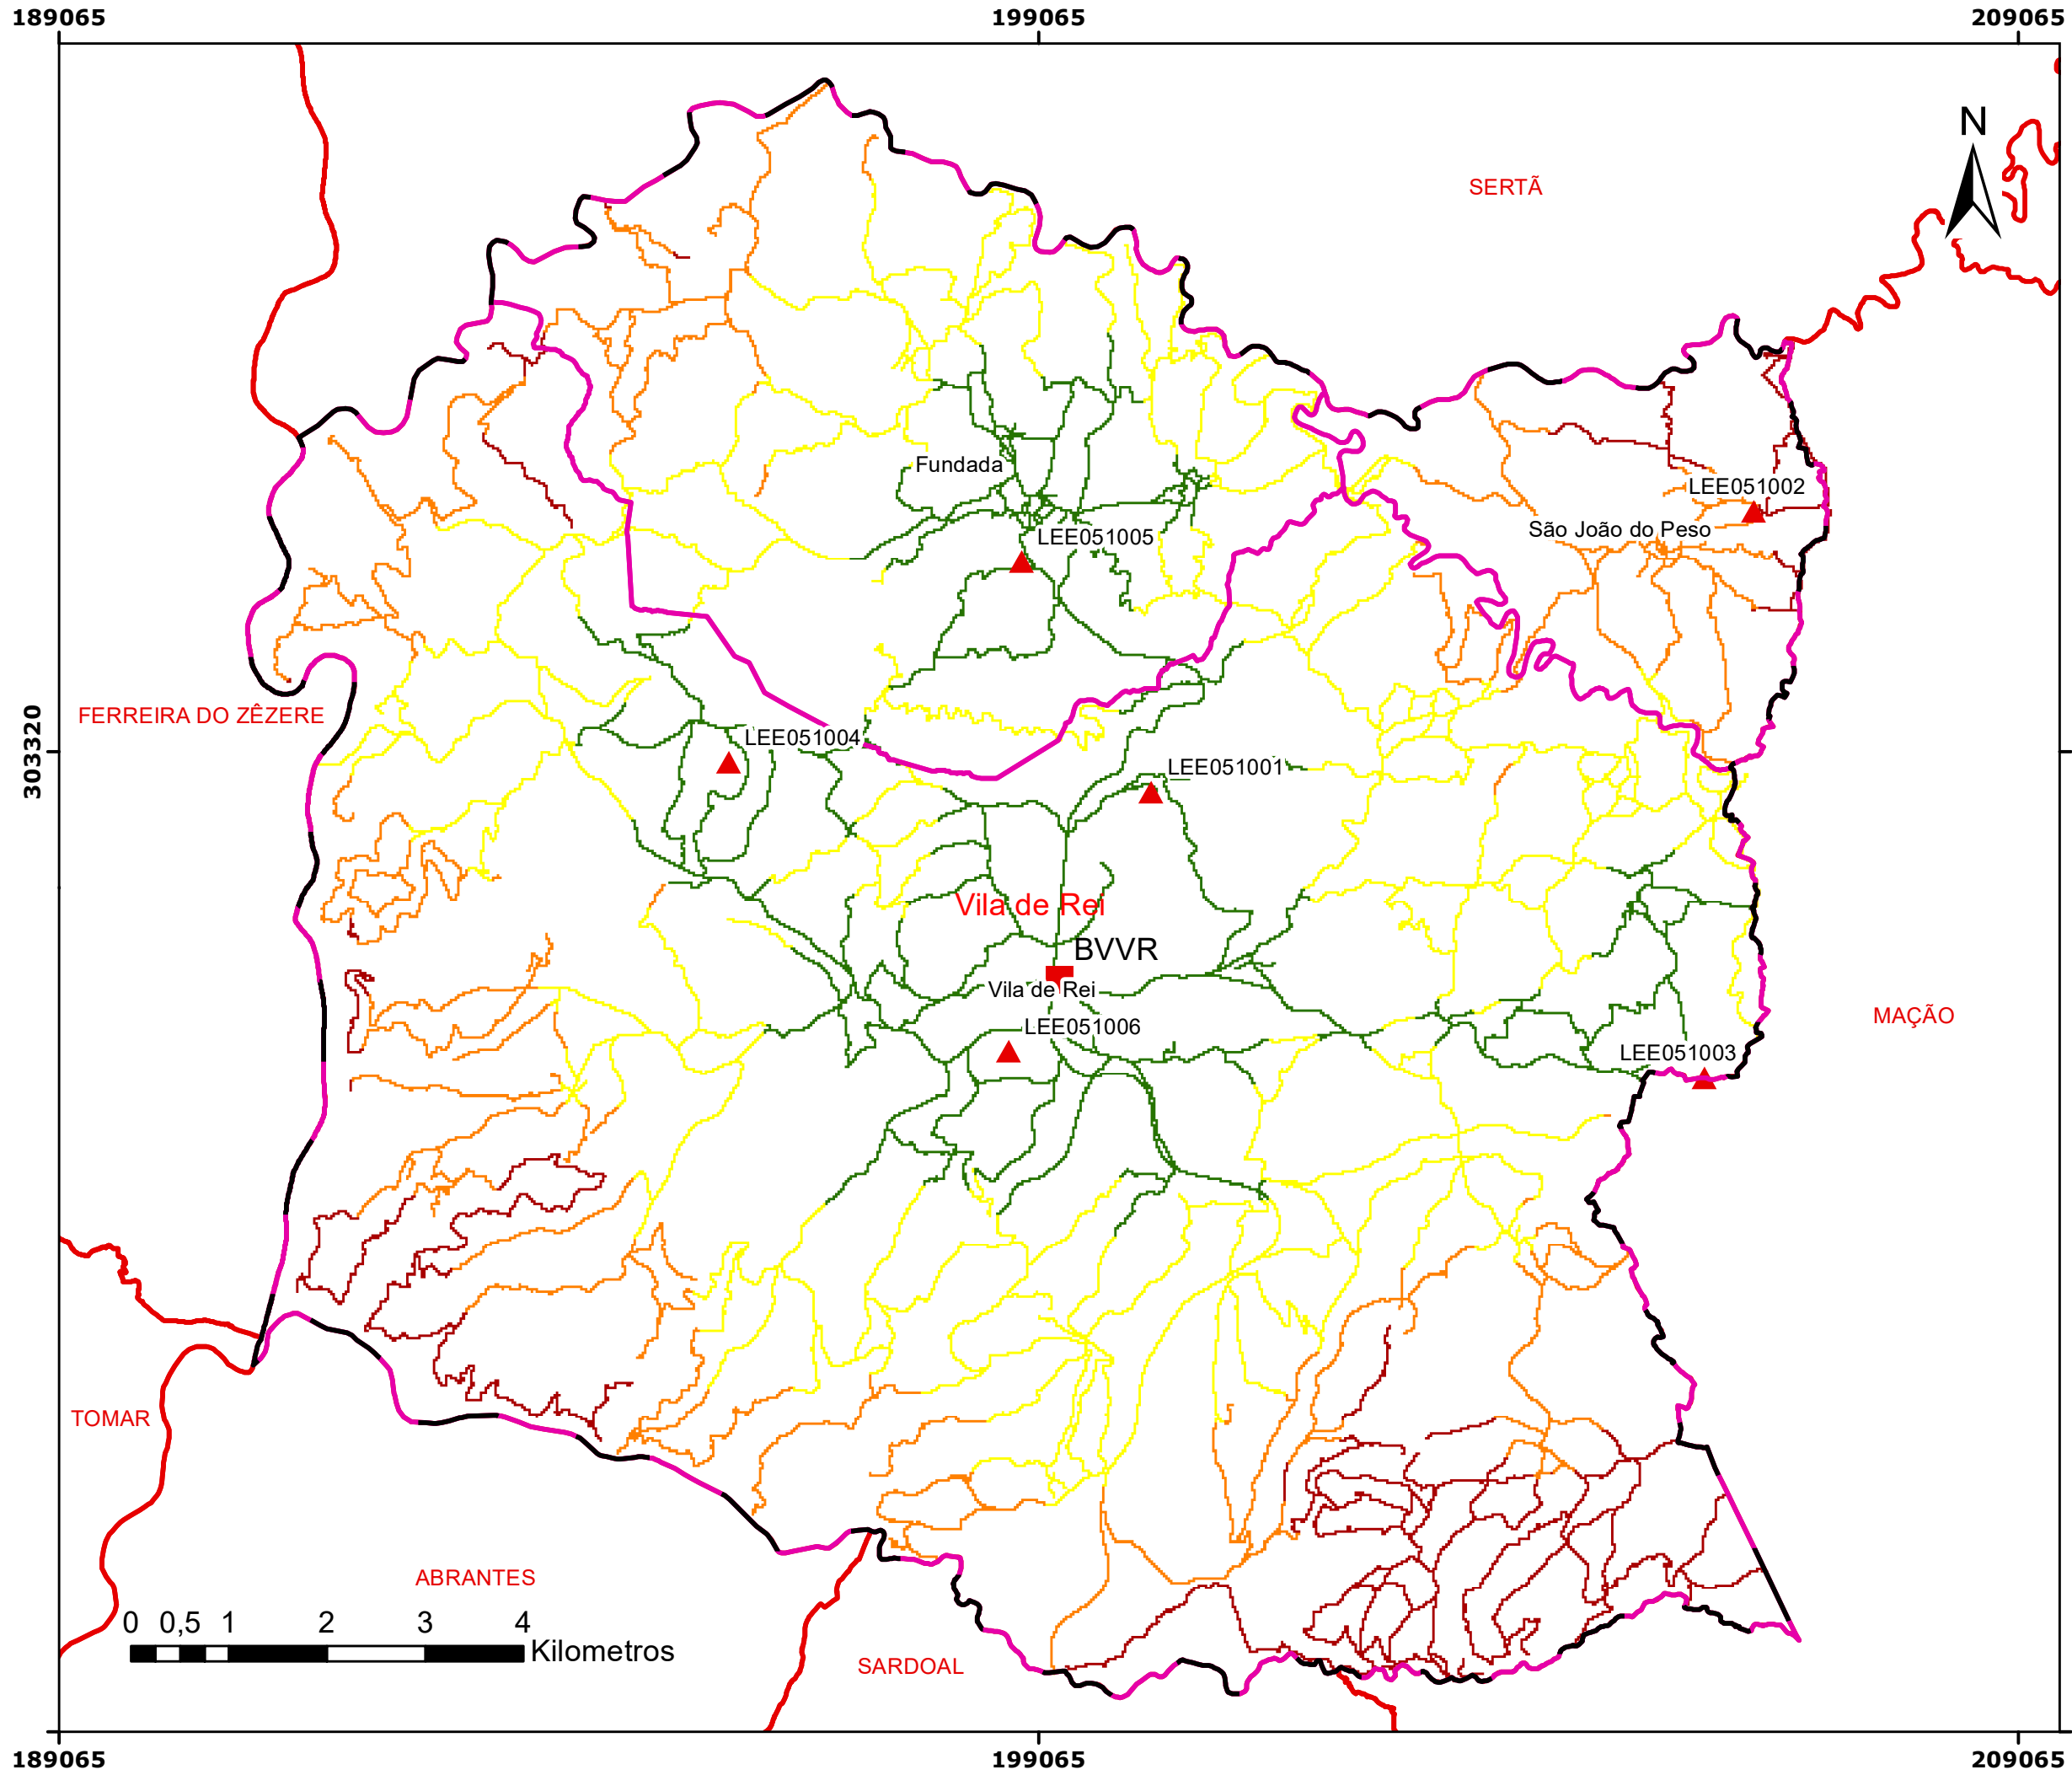 189065
199065
209065
N
SERTÃ
Fundada
LEE051002
São João do Peso
LEE051005
FERREIRA DO ZÊZERE
303320
LEE051004
LEE051001
Vila de Rei
BVVR
Vila de Rei
LEE051006
MAÇÃO
LEE051003
TOMAR
ABRANTES
0 0,5 1 2 3 4
Kilometros
SARDOAL
189065
199065
209065